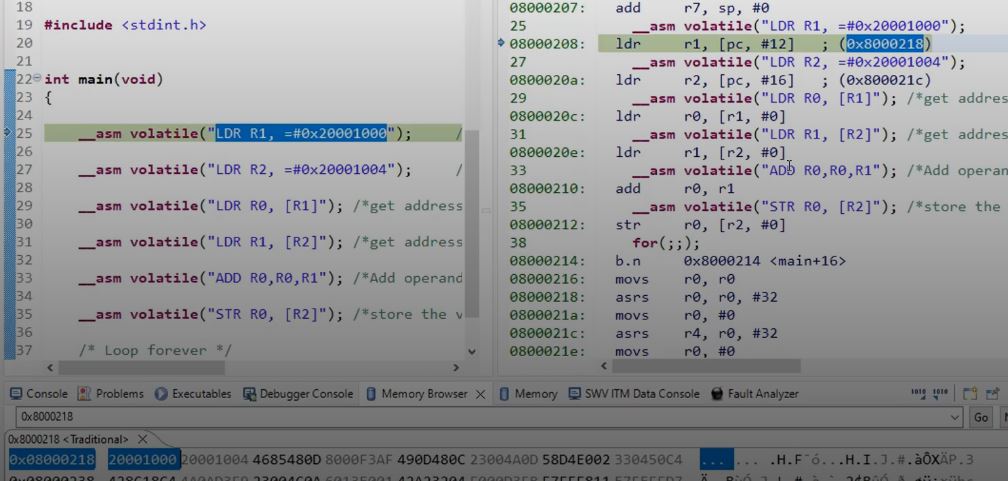 18
19 #include <stdint.h>
20
21
22 int main(void)
23 {
24
25 __asm volatile("LDR R1, =#0x20001000"); /
26
27 __asm volatile("LDR R2, =#0x20001004"); /
28
29 __asm volatile("LDR R0, [R1]"); /*get address
30
31 __asm volatile("LDR R1, [R2]"); /*get address
32
33 __asm volatile("ADD R0,R0,R1"); /*Add operand
34
35 __asm volatile("STR R0, [R2]"); /*store the v
36
37 /* Loop forever */
08000207: add r7, sp, #0
25 __asm volatile("LDR R1, =#0x20001000");
08000208: ldr r1, [pc, #12] ; (0x8000218)
27 __asm volatile("LDR R2, =#0x20001004");
0800020a: ldr r2, [pc, #16] ; (0x800021c)
29 __asm volatile("LDR R0, [R1]"); /*get addres
0800020c: ldr r0, [r1, #0]
31 __asm volatile("LDR R1, [R2]"); /*get addres
0800020e: ldr r1, [r2, #0]
33 __asm volatile("ADD R0,R0,R1"); /*Add operan
08000210: add r0, r1
35 __asm volatile("STR R0, [R2]"); /*store the
08000212: str r0, [r2, #0]
38 for(;;);
08000214: b.n 0x8000214 <main+16>
08000216: movs r0, r0
08000218: asrs r0, r0, #32
0800021a: movs r0, #0
0800021c: asrs r4, r0, #32
0800021e: movs r0, #0
Console Problems Executables Debugger Console Memory Browser Memory SWV ITM Data Console Fault Analyzer
0x8000218 Go
0x8000218 <Traditional>
0x08000218 20001000 20001004 4685480D 8000F3AF 490D480C 23004A0D 58D4E002 330450C4